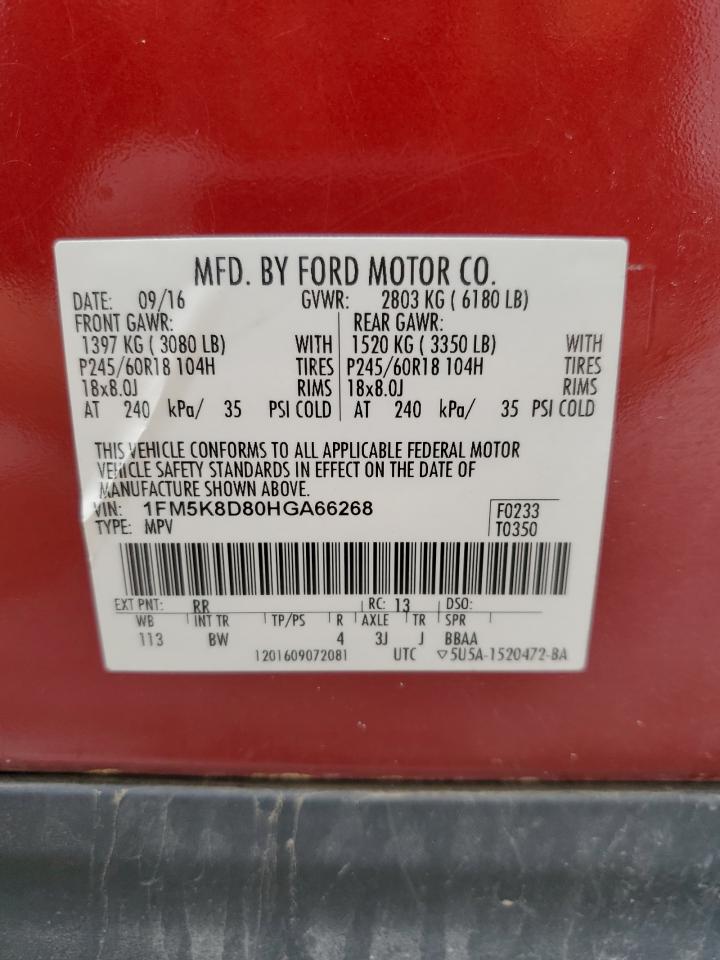 MFD. BY FORD MOTOR CO.
DATE: 09/16 GVWR: 2803 KG ( 6180 LB)
FRONT GAWR: REAR GAWR:
1397 KG ( 3080 LB) WITH 1520 KG ( 3350 LB) WITH
P245/60R18 104H TIRES P245/60R18 104H TIRES
18x8.0J RIMS 18x8.0J RIMS
AT 240 kPa/ 35 PSI COLD AT 240 kPa/ 35 PSI COLD
THIS VEHICLE CONFORMS TO ALL APPLICABLE FEDERAL MOTOR
VEHICLE SAFETY STANDARDS IN EFFECT ON THE DATE OF
MANUFACTURE SHOWN ABOVE.
VIN: 1FM5K8D80HGA66268 F0233
TYPE: MPV T0350
EXT PNT: RR RC: 13 DSO:
WB INT TR TP/PS R AXLE TR SPR
113 BW 4 3J J BBAA
1201609072081 UTC ▽5U5A-1520472-BA